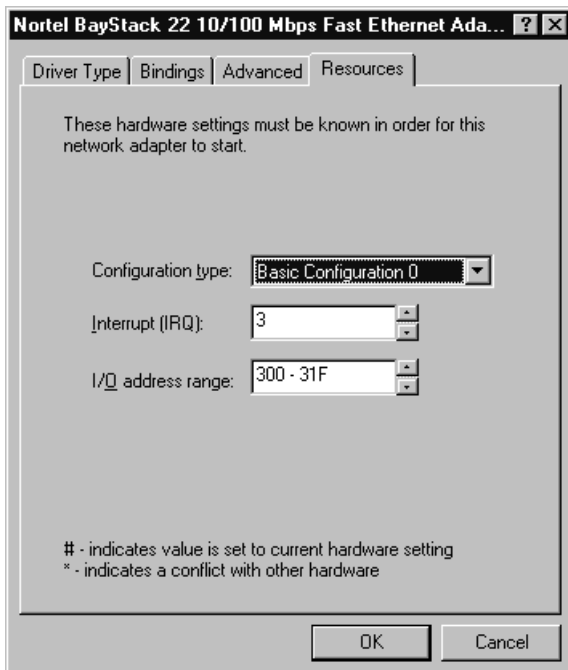 Nortel BayStack 22 10/100 Mbps Fast Ethernet Ada... ? ×
Driver Type Bindings Advanced Resources
These hardware settings must be known in order for this
network adapter to start.
Configuration type: Basic Configuration 0
Interrupt (IRQ): 3
I/O address range: 300 - 31F
# - indicates value is set to current hardware setting
* - indicates a conflict with other hardware
OK Cancel